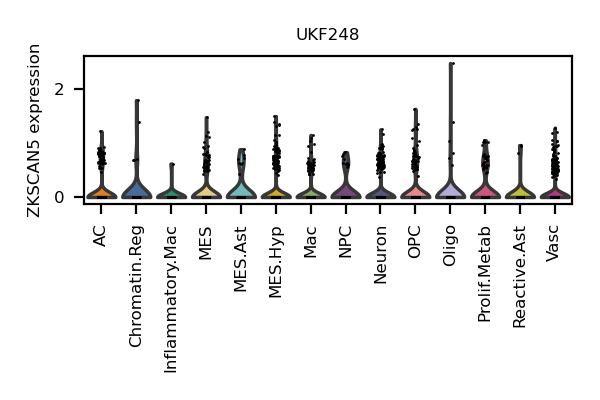 UKF248
ZKSCAN5 expression
2
0
AC
Chromatin.Reg
Inflammatory.Mac
MES
MES.Ast
MES.Hyp
Mac
NPC
Neuron
OPC
Oligo
Prolif.Metab
Reactive.Ast
Vasc